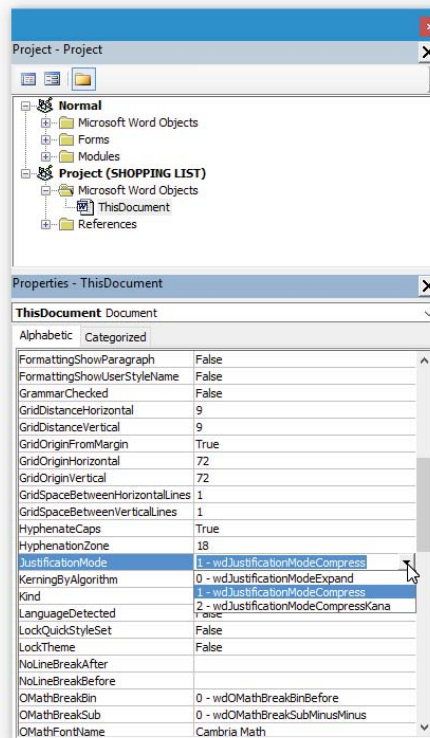 Project - Project
Normal
Microsoft Word Objects
Forms
Modules
Project (SHOPPING LIST)
Microsoft Word Objects
ThisDocument
References
Properties - ThisDocument
ThisDocument Document
Alphabetic Categorized
FormattingShowParagraph False
FormattingShowUserStyleName False
GrammarChecked False
GridDistanceHorizontal 9
GridDistanceVertical 9
GridOriginFromMargin True
GridOriginHorizontal 72
GridOriginVertical 72
GridSpaceBetweenHorizontalLines 1
GridSpaceBetweenVerticalLines 1
HyphenateCaps True
HyphenationZone 18
JustificationMode 1 - wdJustificationModeCompress
KerningByAlgorithm 0 - wdJustificationModeExpand
Kind 1 - wdJustificationModeCompress
2 - wdJustificationModeCompressKana
LanguageDetected False
LockQuickStyleSet False
LockTheme False
NoLineBreakAfter
NoLineBreakBefore
OMathBreakBin 0 - wdOMathBreakBinBefore
OMathBreakSub 0 - wdOMathBreakSubMinusMinus
OMathFontName Cambria Math